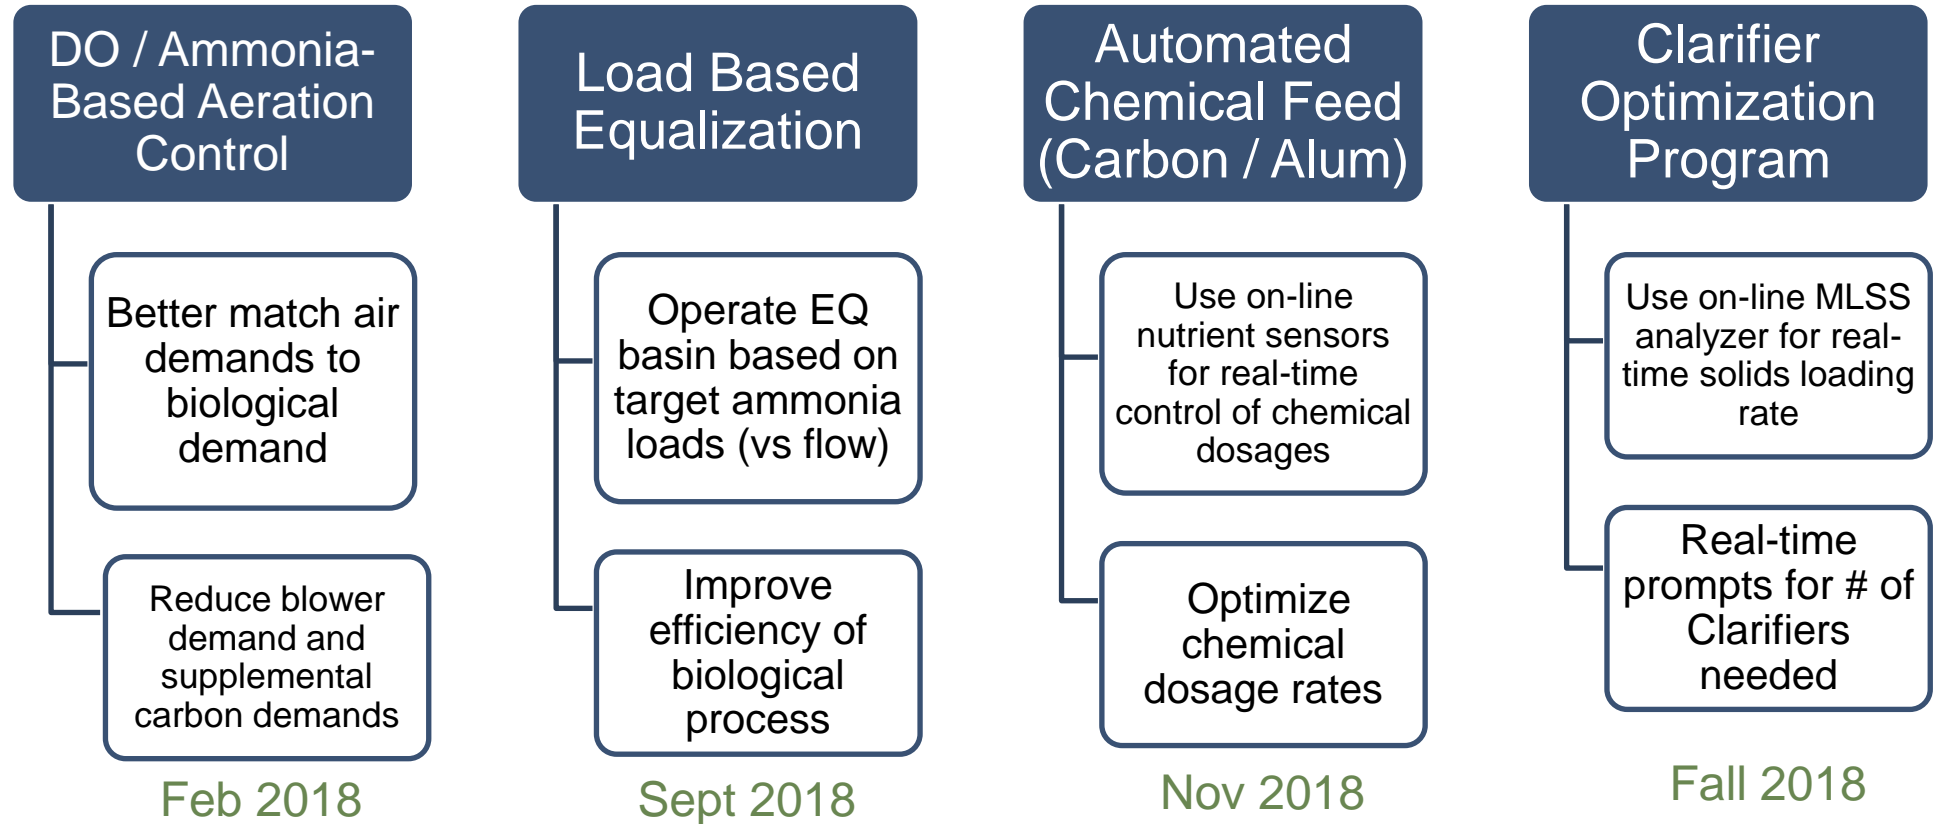 DO / Ammonia-
Based Aeration
Control
Better match air
demands to
biological
demand
Reduce blower
demand and
supplemental
carbon demands
Feb 2018
Load Based
Equalization
Operate EQ
basin based on
target ammonia
loads (vs flow)
Improve
efficiency of
biological
process
Sept 2018
Automated
Chemical Feed
(Carbon / Alum)
Use on-line
nutrient sensors
for real-time
control of chemical
dosages
Optimize
chemical
dosage rates
Nov 2018
Clarifier
Optimization
Program
Use on-line MLSS
analyzer for real-
time solids loading
rate
Real-time
prompts for # of
Clarifiers
needed
Fall 2018